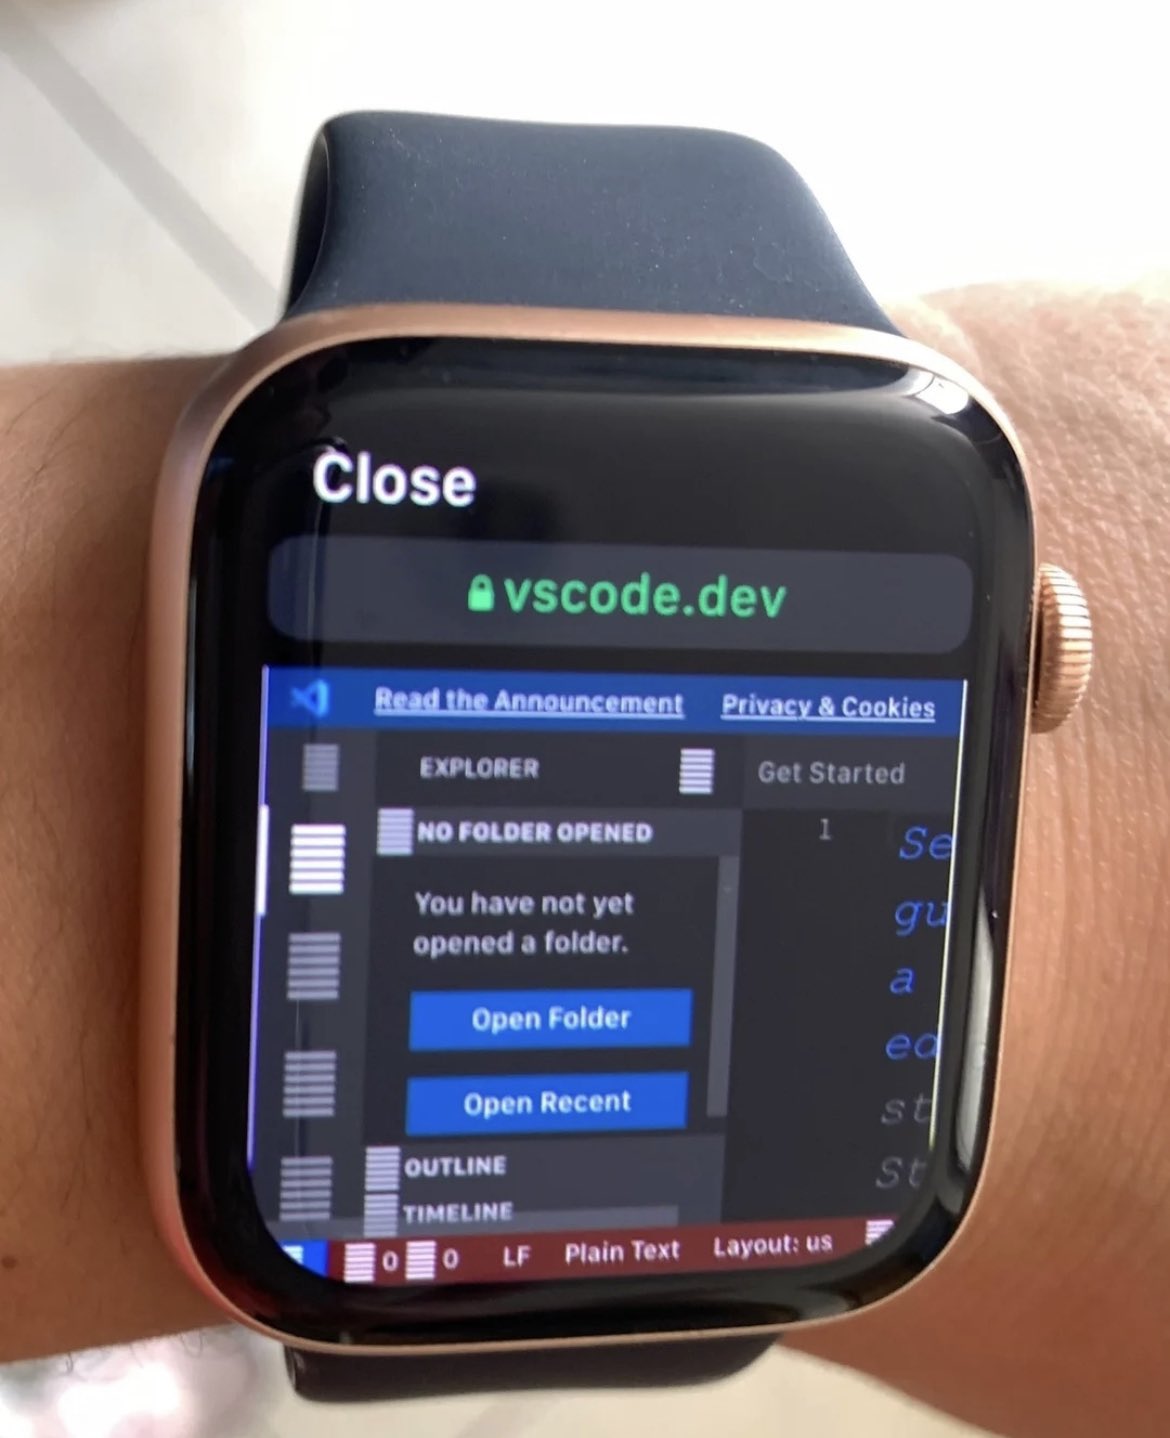 Close
vscode.dev
Read the Announcement Privacy & Cookies
EXPLORER
Get Started
NO FOLDER OPENED
1
Se
You have not yet
opened a folder.
gu
a
Open Folder
ed
Open Recent
st
St
OUTLINE
TIMELINE
0 0 LF Plain Text Layout: us